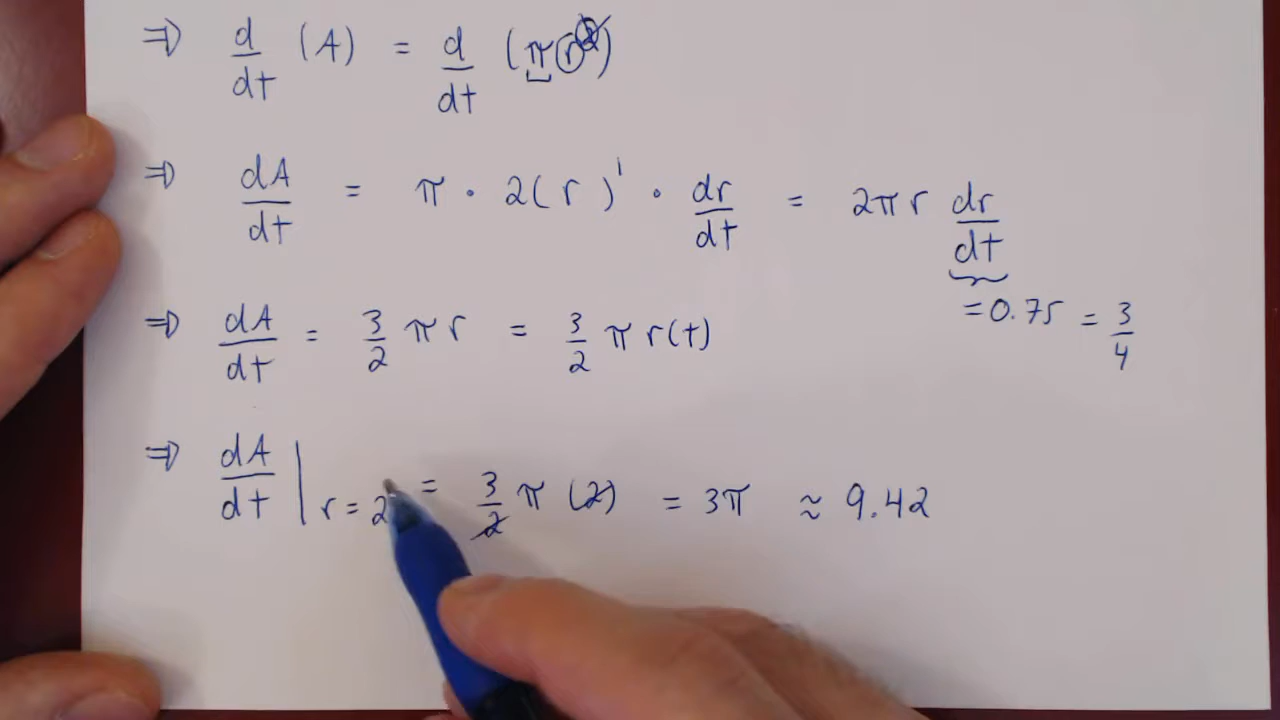 ⇒ d/dt (A) = d/dt (πr²)
⇒ dA/dt = π · 2(r)¹ · dr/dt = 2πr dr/dt
= 0.75 = 3/4
⇒ dA/dt = 3/2 πr = 3/2 πr(t)
⇒ dA/dt | r=2 = 3/2 π(2) = 3π ≈ 9.42